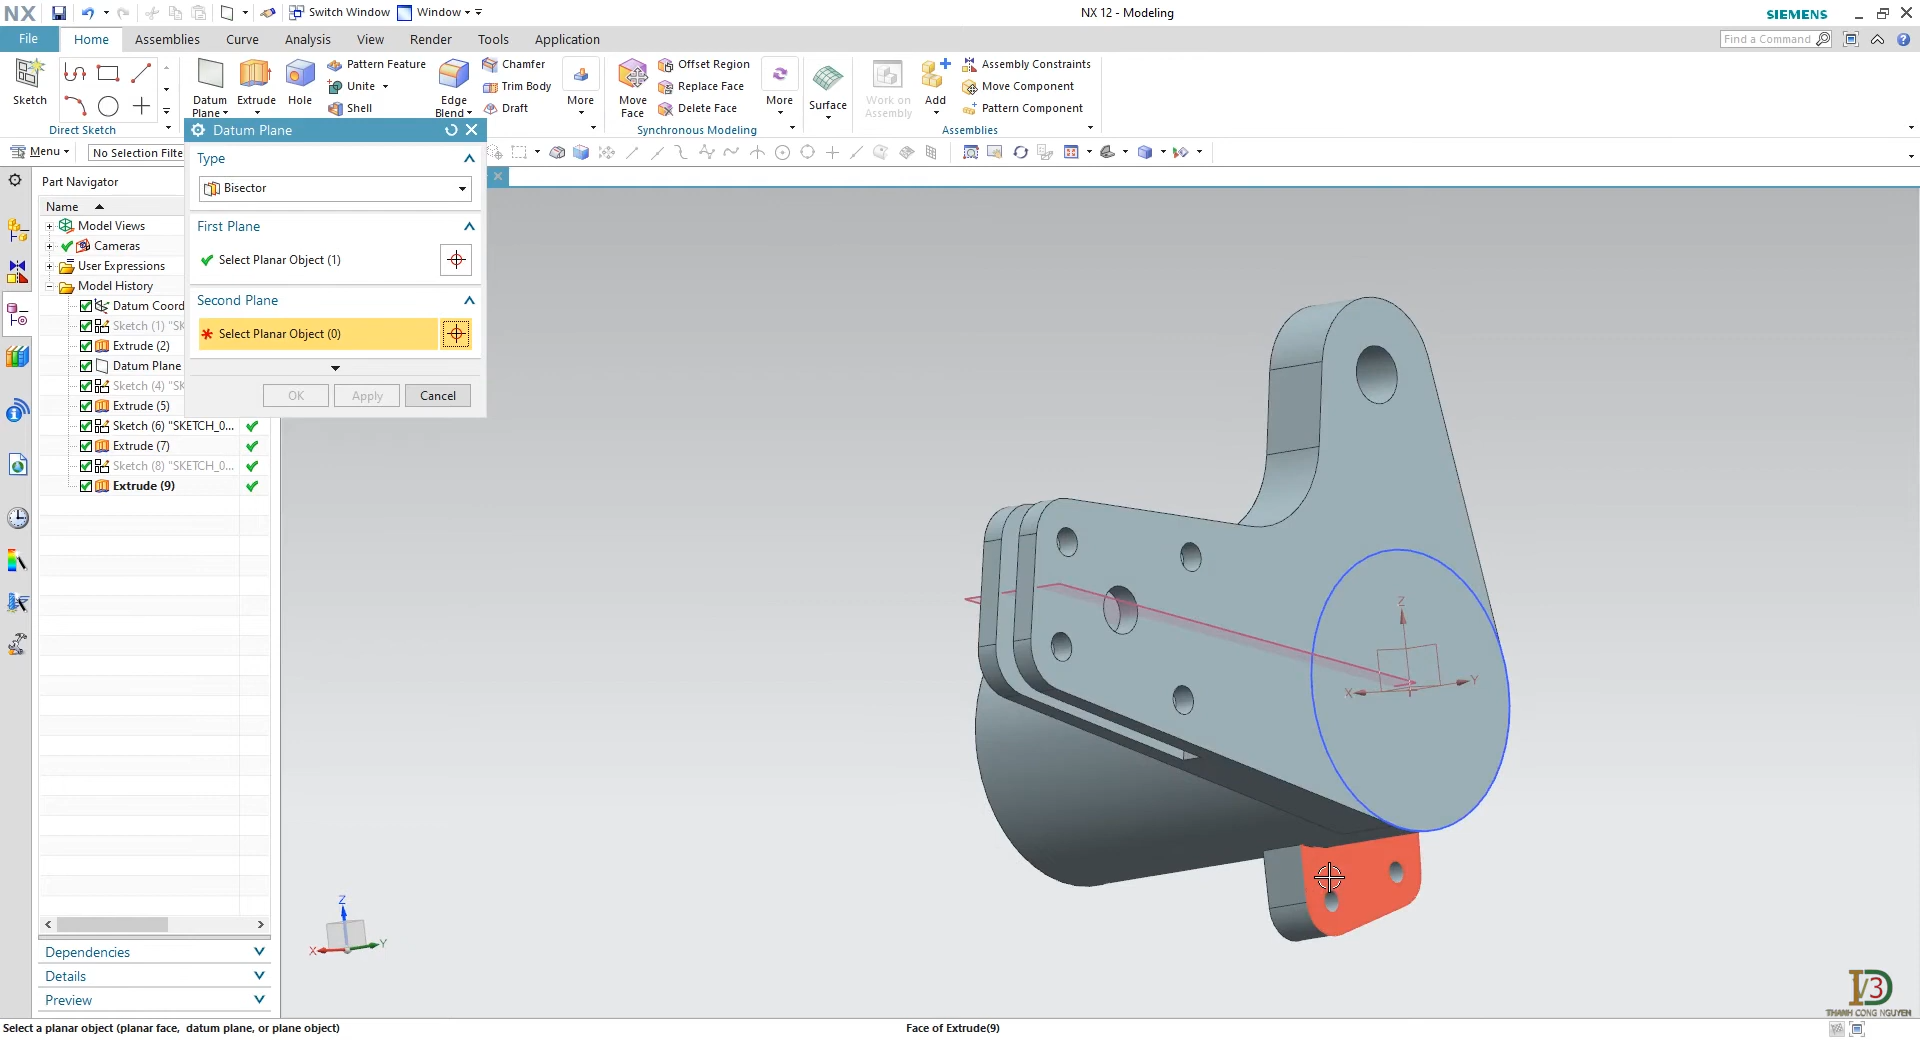 NX
Switch Window
Window
NX 12 - Modeling
SIEMENS
File
Home
Assemblies
Curve
Analysis
View
Render
Tools
Application
Find a Command
Sketch
Direct Sketch
Datum Plane
Extrude
Hole
Pattern Feature
Unite
Shell
Edge Blend
Chamfer
Trim Body
Draft
More
Move Face
Offset Region
Replace Face
Delete Face
More
Synchronous Modeling
Surface
Work on Assembly
Add
Assembly Constraints
Move Component
Pattern Component
Assemblies
Menu
No Selection Filte
Datum Plane
Type
Bisector
First Plane
Select Planar Object (1)
Second Plane
Select Planar Object (0)
OK
Apply
Cancel
Part Navigator
Name
Model Views
Cameras
User Expressions
Model History
Datum Coord
Sketch (1) "SK
Extrude (2)
Datum Plane
Sketch (4) "SK
Extrude (5)
Sketch (6) "SKETCH_0...
Extrude (7)
Sketch (8) "SKETCH_0...
Extrude (9)
Dependencies
Details
Preview
Z
X
Y
Z
X
Y
THANH CONG NGUYEN
Select a planar object (planar face, datum plane, or plane object)
Face of Extrude(9)